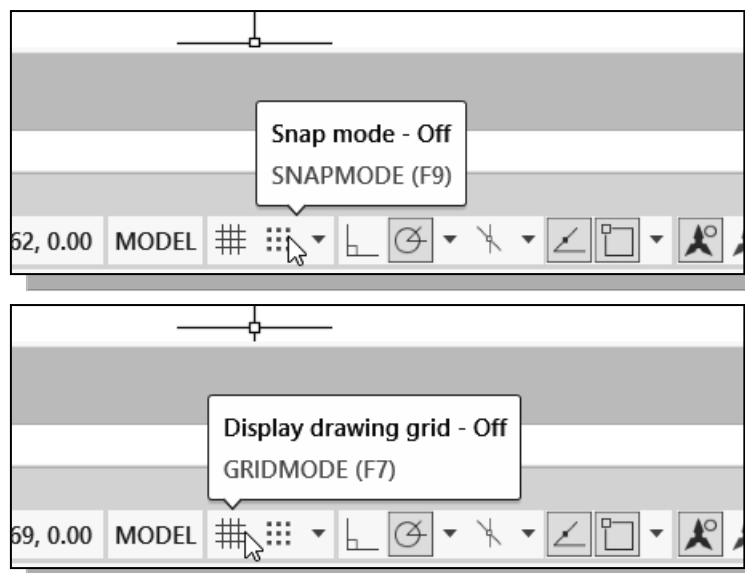 Snap mode - Off
SNAPMODE (F9)
62, 0.00 MODEL
Display drawing grid - Off
GRIDMODE (F7)
69, 0.00 MODEL